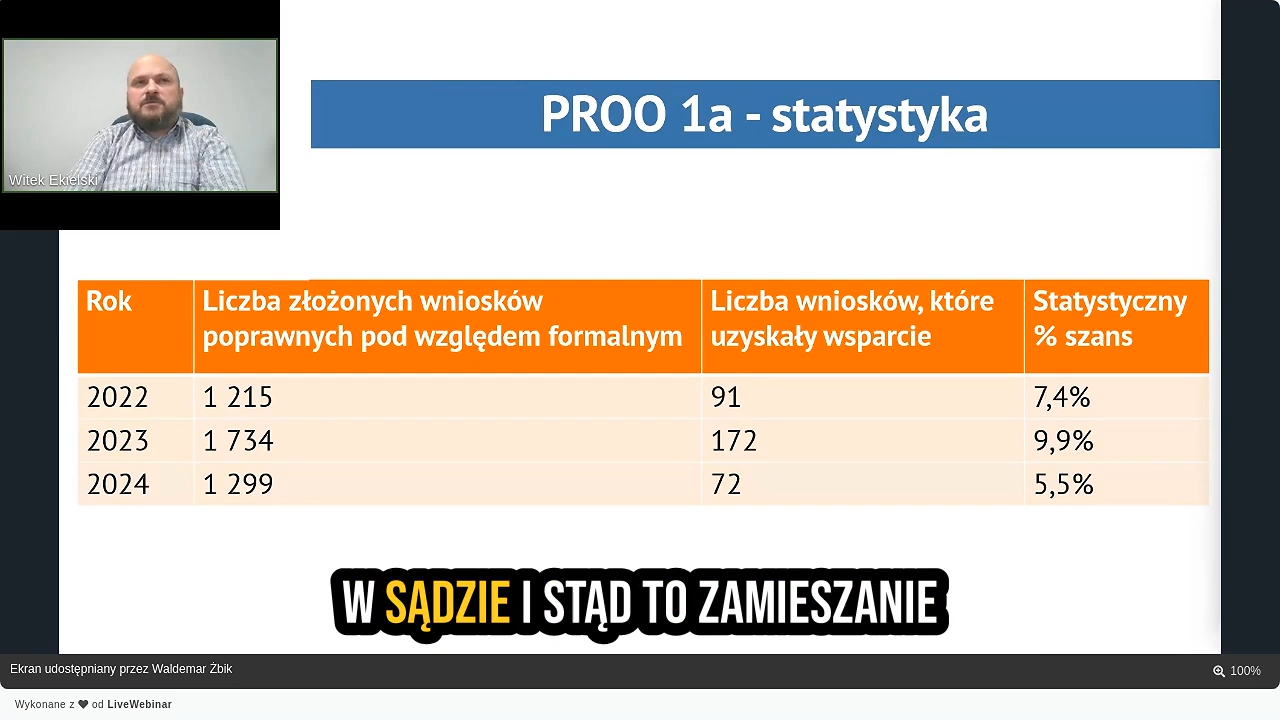 Witek Ekielski
PROO 1a - statystyka
Rok
Liczba złożonych wniosków
poprawnych pod względem formalnym
Liczba wniosków, które
uzyskały wsparcie
Statystyczny
% szans
2022 1 215 91 7,4%
2023 1 734 172 9,9%
2024 1 299 72 5,5%
W SĄDZIE I STĄD TO ZAMIESZANIE
Ekran udostępniany przez Waldemar Żbik
100%
Wykonane z ❤ od LiveWebinar